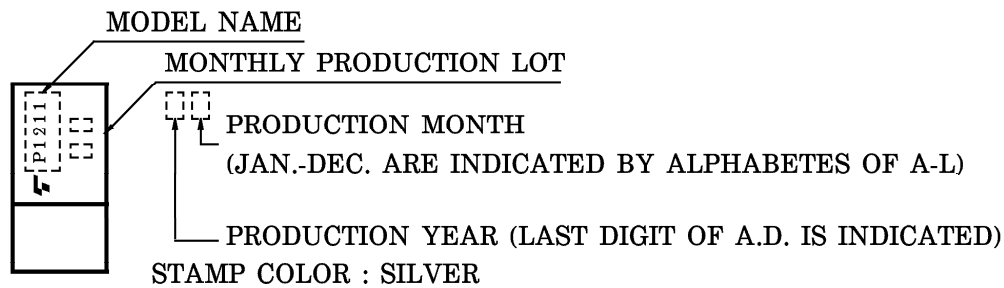 MODEL NAME
MONTHLY PRODUCTION LOT
P1211
PRODUCTION MONTH
(JAN.-DEC. ARE INDICATED BY ALPHABETES OF A-L)
PRODUCTION YEAR (LAST DIGIT OF A.D. IS INDICATED)
STAMP COLOR : SILVER